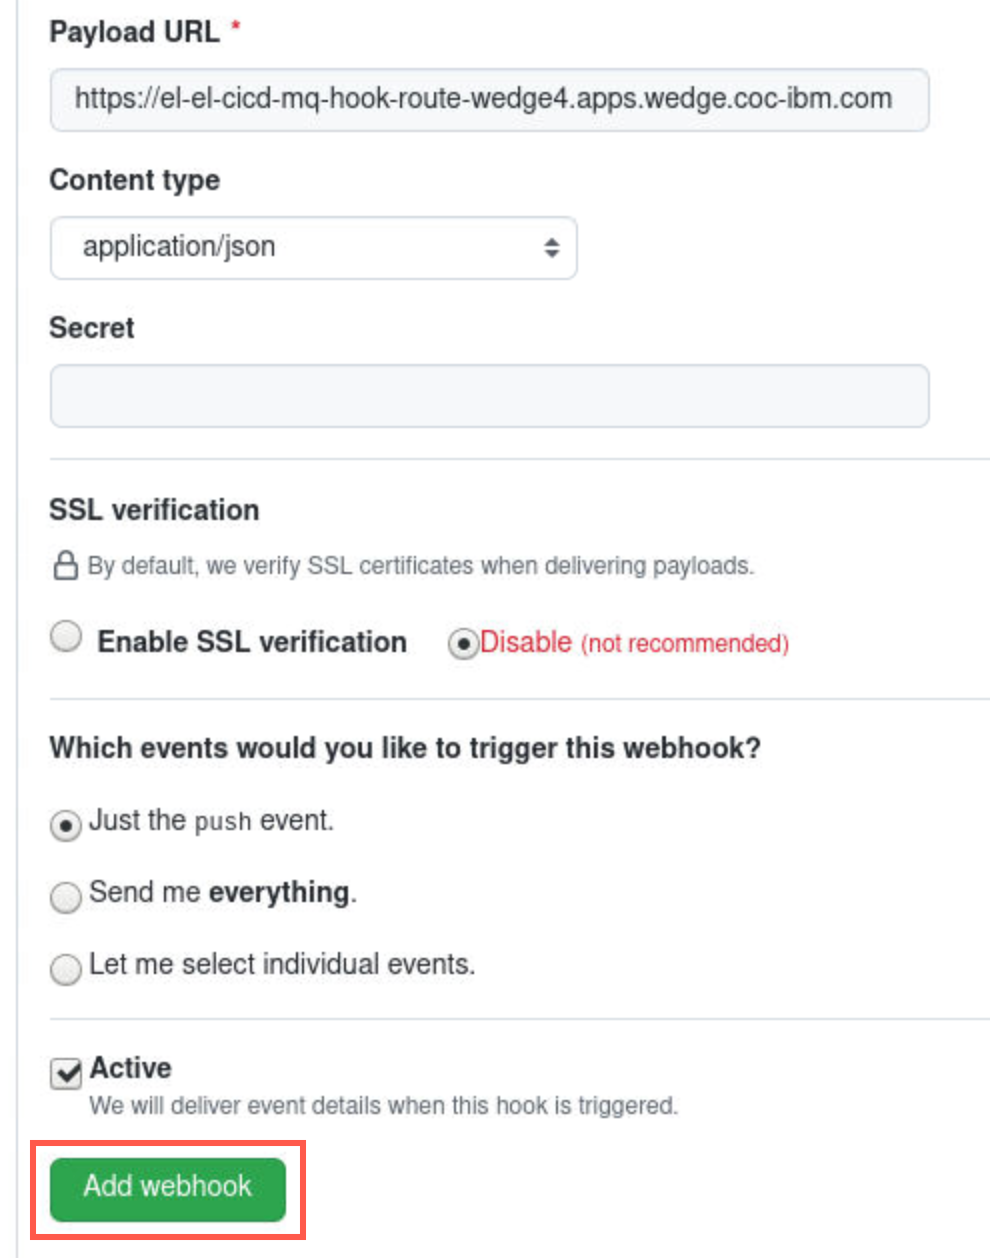 Payload URL *
https://el-el-cicd-mq-hook-route-wedge4.apps.wedge.coc-ibm.com
Content type
application/json
Secret
SSL verification
By default, we verify SSL certificates when delivering payloads.
Enable SSL verification Disable (not recommended)
Which events would you like to trigger this webhook?
Just the push event.
Send me everything.
Let me select individual events.
Active
We will deliver event details when this hook is triggered.
Add webhook